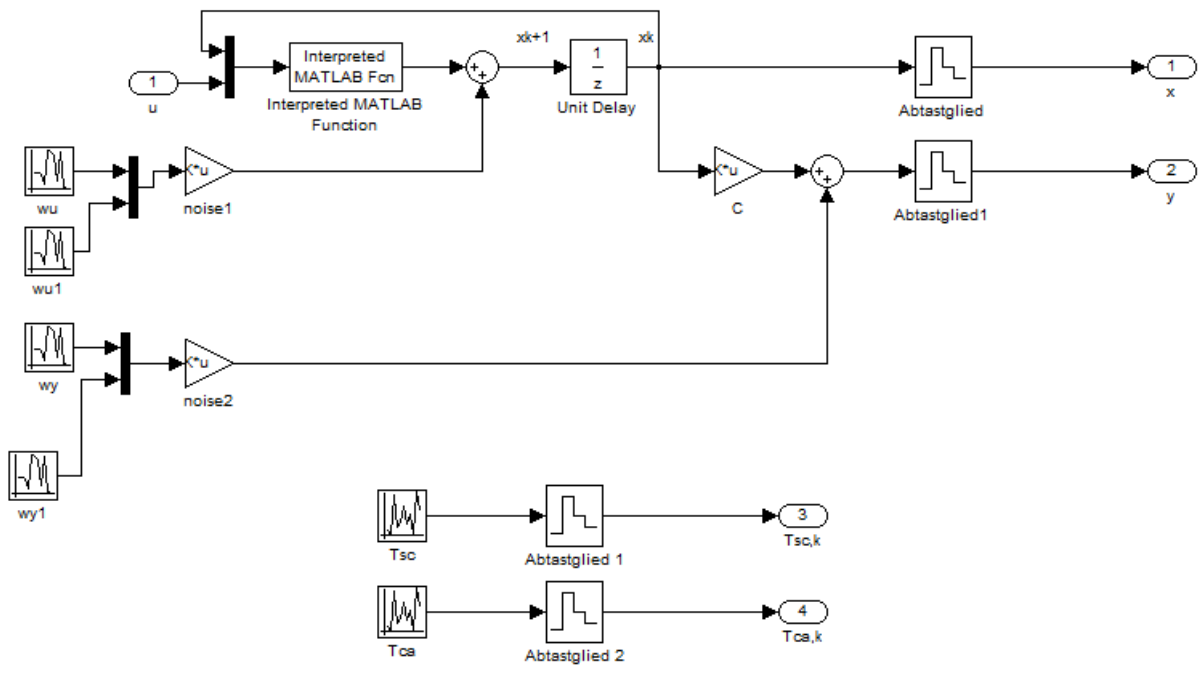 xk+1
xk
Interpreted
MATLAB Fcn
1
z
1
u
1
x
Interpreted MATLAB
Function
Unit Delay
Abtastglied
wu
K*u
noise1
K*u
C
2
y
Abtastglied1
wu1
wy
K*u
noise2
wy1
Tsc
Abtastglied 1
3
Tsc,k
Tca
Abtastglied 2
4
Tca,k